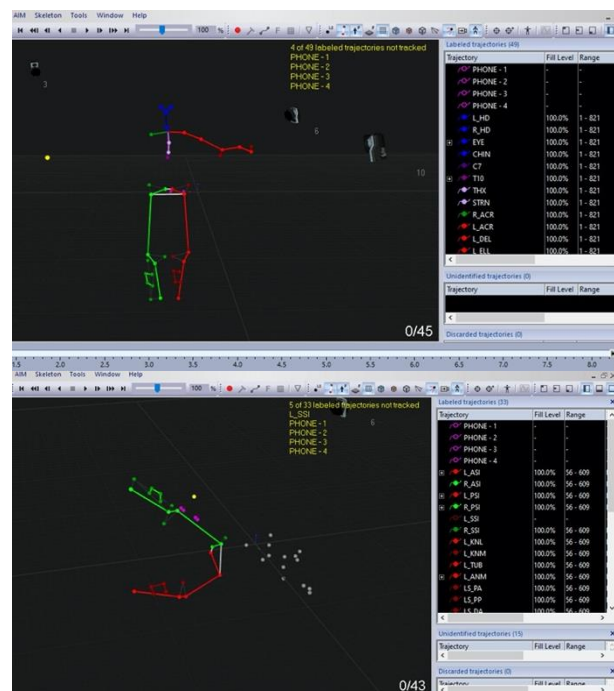 AIM Skeleton Tools Window Help
100 %
4 of 49 labeled trajectories not tracked
PHONE - 1
PHONE - 2
PHONE - 3
PHONE - 4
3
6
10
0/45
Labeled trajectories (49)
Trajectory Fill Level Range
PHONE - 1 - -
PHONE - 2 - -
PHONE - 3 - -
PHONE - 4 - -
L_HD 100.0% 1 - 821
R_HD 100.0% 1 - 821
EYE 100.0% 1 - 821
CHIN 100.0% 1 - 821
C7 100.0% 1 - 821
T10 100.0% 1 - 821
THX 100.0% 1 - 821
STRN 100.0% 1 - 821
R_ACR 100.0% 1 - 821
L_ACR 100.0% 1 - 821
L_DEL 100.0% 1 - 821
L_ELL 100.0% 1 - 821
Unidentified trajectories (0)
Trajectory Fill Level Range
Discarded trajectories (0)
1.5 2.0 2.5 3.0 3.5 4.0 4.5 5.0 5.5 6.0 6.5 7.0 7.5 8.0
AIM Skeleton Tools Window Help
100 %
5 of 33 labeled trajectories not tracked
L_SSI
PHONE - 1
PHONE - 2
PHONE - 3
PHONE - 4
6
0/43
Labeled trajectories (33)
Trajectory Fill Level Range
PHONE - 1 - -
PHONE - 2 - -
PHONE - 3 - -
PHONE - 4 - -
L_ASI 100.0% 56 - 609
R_ASI 100.0% 56 - 609
L_PSI 100.0% 56 - 609
R_PSI 100.0% 56 - 609
L_SSI - -
R_SSI 100.0% 56 - 609
L_KNL 100.0% 56 - 609
L_KNM 100.0% 56 - 609
L_TUB 100.0% 56 - 609
L_ANM 100.0% 56 - 609
LS_PA 100.0% 56 - 609
LS_PP 100.0% 56 - 609
LS_DA 100.0% 56 - 609
Unidentified trajectories (15)
Trajectory Fill Level Range
Discarded trajectories (0)
Trajectory Fill Level Range